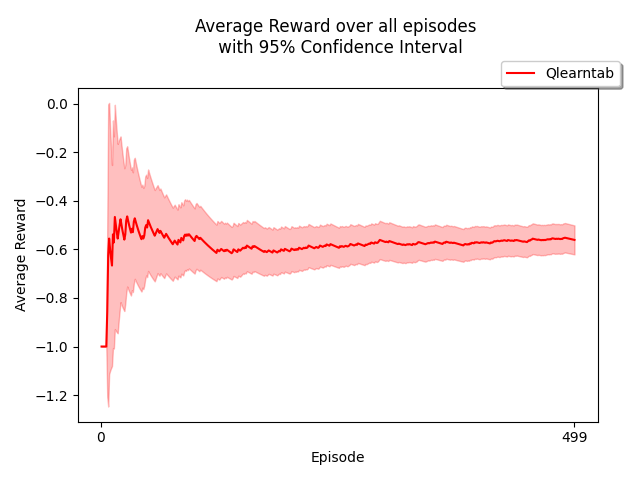 Average Reward over all episodes
with 95% Confidence Interval
Qlearntab
0.0
−0.2
−0.4
−0.6
−0.8
−1.0
−1.2
Average Reward
0
499
Episode